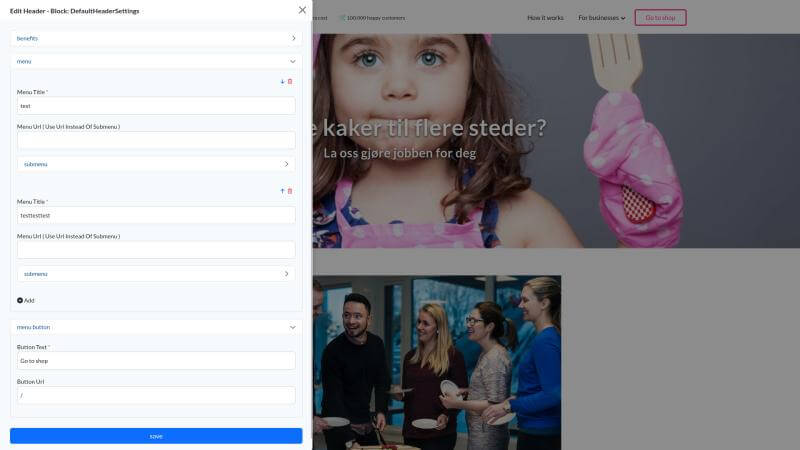 Edit Header - Block: DefaultHeaderSettings
benefits
menu
Menu Title *
test
Menu Url ( Use Url Instead Of Submenu )
submenu
Menu Title *
testtesttest
Menu Url ( Use Url Instead Of Submenu )
submenu
Add
menu button
Button Text *
Go to shop
Button Url
/
save
cost
100.000 happy customers
How it works
For businesses
Go to shop
kaker til flere steder?
La oss gjøre jobben for deg